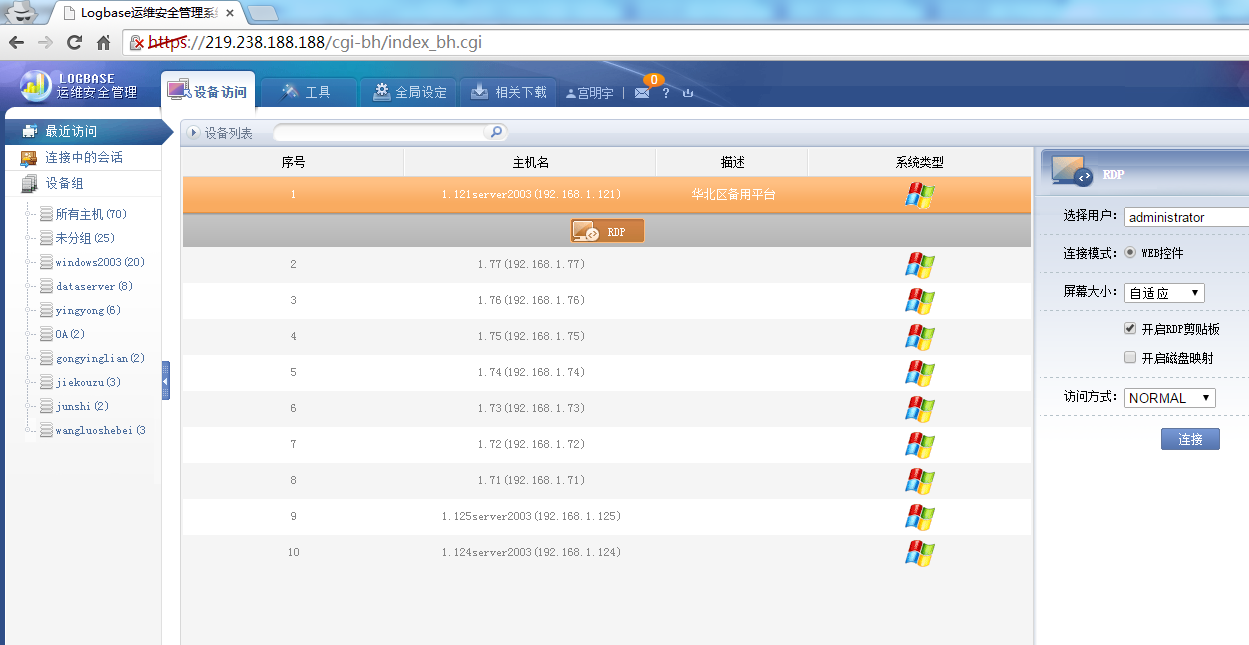 Logbase运维安全管理系
https://219.238.188.188/cgi-bh/index_bh.cgi
LOGBASE
运维安全管理
设备访问
工具
全局设定
相关下载
宫明宇 |
0
?
最近访问
连接中的会话
设备组
所有主机(70)
未分组(25)
windows2003(20)
dataserver(8)
yingyong(6)
OA(2)
gongyinglian(2)
jiekouzu(3)
junshi(2)
wangluoshebei(3
设备列表
序号 主机名 描述 系统类型
1 1.121server2003(192.168.1.121) 华北区备用平台
RDP
2 1.77(192.168.1.77)
3 1.76(192.168.1.76)
4 1.75(192.168.1.75)
5 1.74(192.168.1.74)
6 1.73(192.168.1.73)
7 1.72(192.168.1.72)
8 1.71(192.168.1.71)
9 1.125server2003(192.168.1.125)
10 1.124server2003(192.168.1.124)
RDP
选择用户: administrator
连接模式: WEB控件
屏幕大小: 自适应
开启RDP剪贴板
开启磁盘映射
访问方式: NORMAL
连接